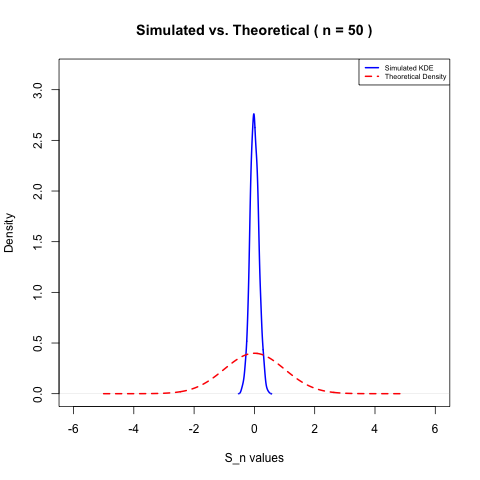 Simulated vs. Theoretical ( n = 50 )
Simulated KDE
Theoretical Density
Density
3.0
2.5
2.0
1.5
1.0
0.5
0.0
-6 -4 -2 0 2 4 6
S_n values